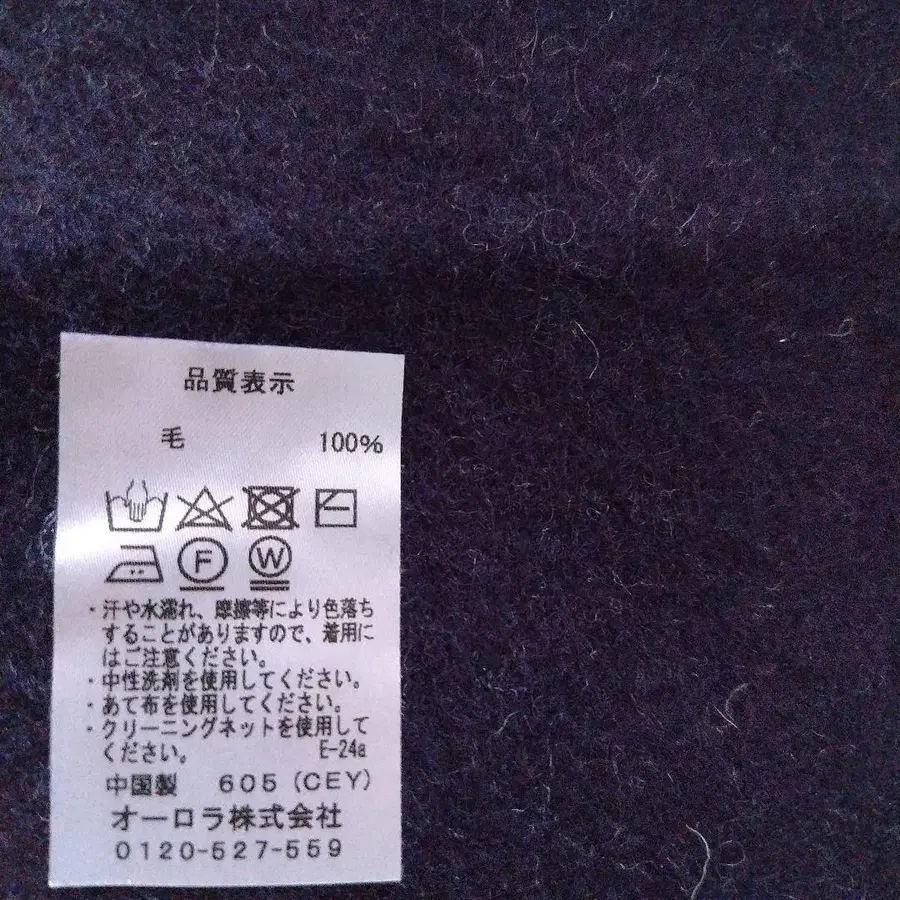 品質表示
毛 100%
F W
・汗や水濡れ、摩擦等により色落ち
することがありますので、着用に
はご注意ください。
・中性洗剤を使用してください。
・あて布を使用してください。
・クリーニングネットを使用して
ください。 E-24a
中国製 605 (CEY)
オーロラ株式会社
0120-527-559